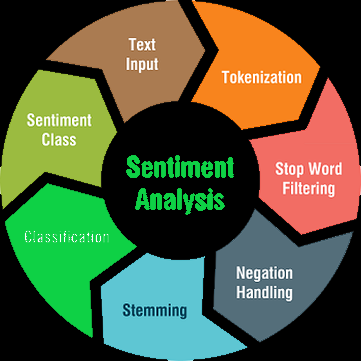 Text
Input
Tokenization
Stop Word
Filtering
Negation
Handling
Stemming
Classification
Sentiment
Class
Sentiment
Analysis